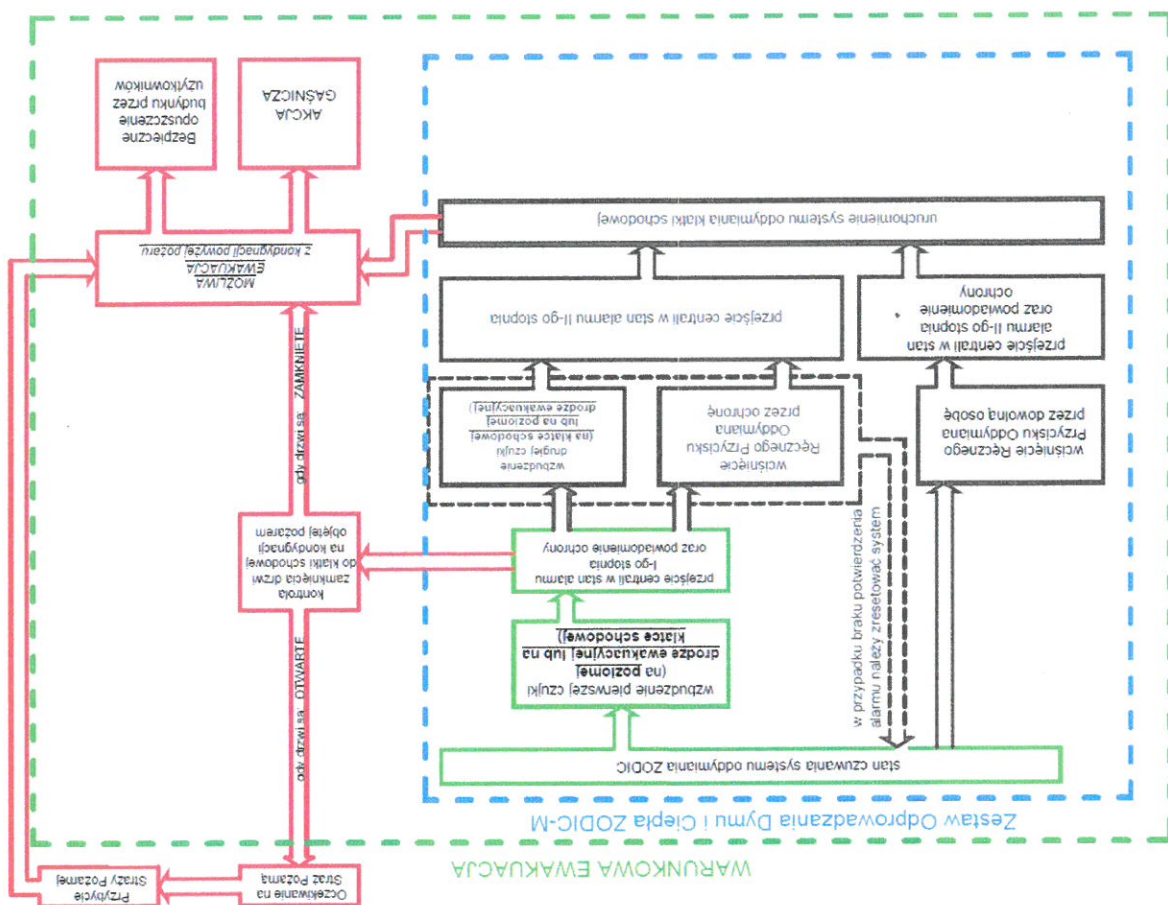 WARUNKOWA EWAKUACJA
Zestaw Odprowadzania Dymu i Ciepła ZODIC-M
stan czuwania systemu oddymiania ZODIC
wzbudzenie pierwszej czujki
(na poziomej
drodze ewakuacyjnej lub na
klatce schodowej)
przejście centrali w stan alarmu
I-go stopnia
oraz powiadomienie ochrony
w przypadku braku potwierdzenia
alarmu należy zresetować system
wciśnięcie Ręcznego
Przycisku Oddymiana
przez dowolną osobę
wciśnięcie
Ręcznego Przycisku
Oddymiana
przez ochronę
wzbudzenie
drugiej czujki
(na klatce schodowej
lub na poziomej
drodze ewakuacyjnej)
przejście centrali w stan
alarmu II-go stopnia
oraz powiadomienie
ochrony
przejście centrali w stan alarmu II-go stopnia
uruchomienie systemu oddymiania klatki schodowej
Oczekiwanie na
Straż Pożarną
Przybycie
Straży Pożarnej
gdy drzwi są: OTWARTE
kontrola
zamknięcia drzwi
do klatki schodowej
na kondygnacji
objętej pożarem
gdy drzwi są: ZAMKNIĘTE
MOŻLIWA
EWAKUACJA
z kondygnacji powyżej pożaru
AKCJA
GAŚNICZA
Bezpieczne
opuszczenie
budynku przez
użytkowników